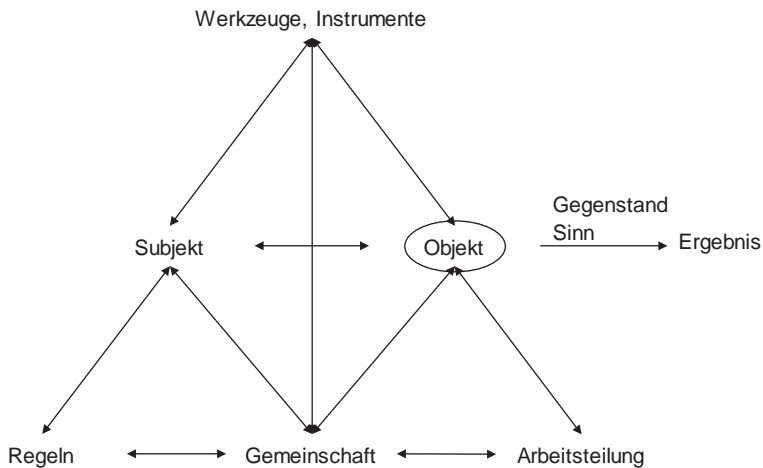 Werkzeuge, Instrumente
Subjekt
Objekt
Gegenstand
Sinn
Ergebnis
Regeln
Gemeinschaft
Arbeitsteilung